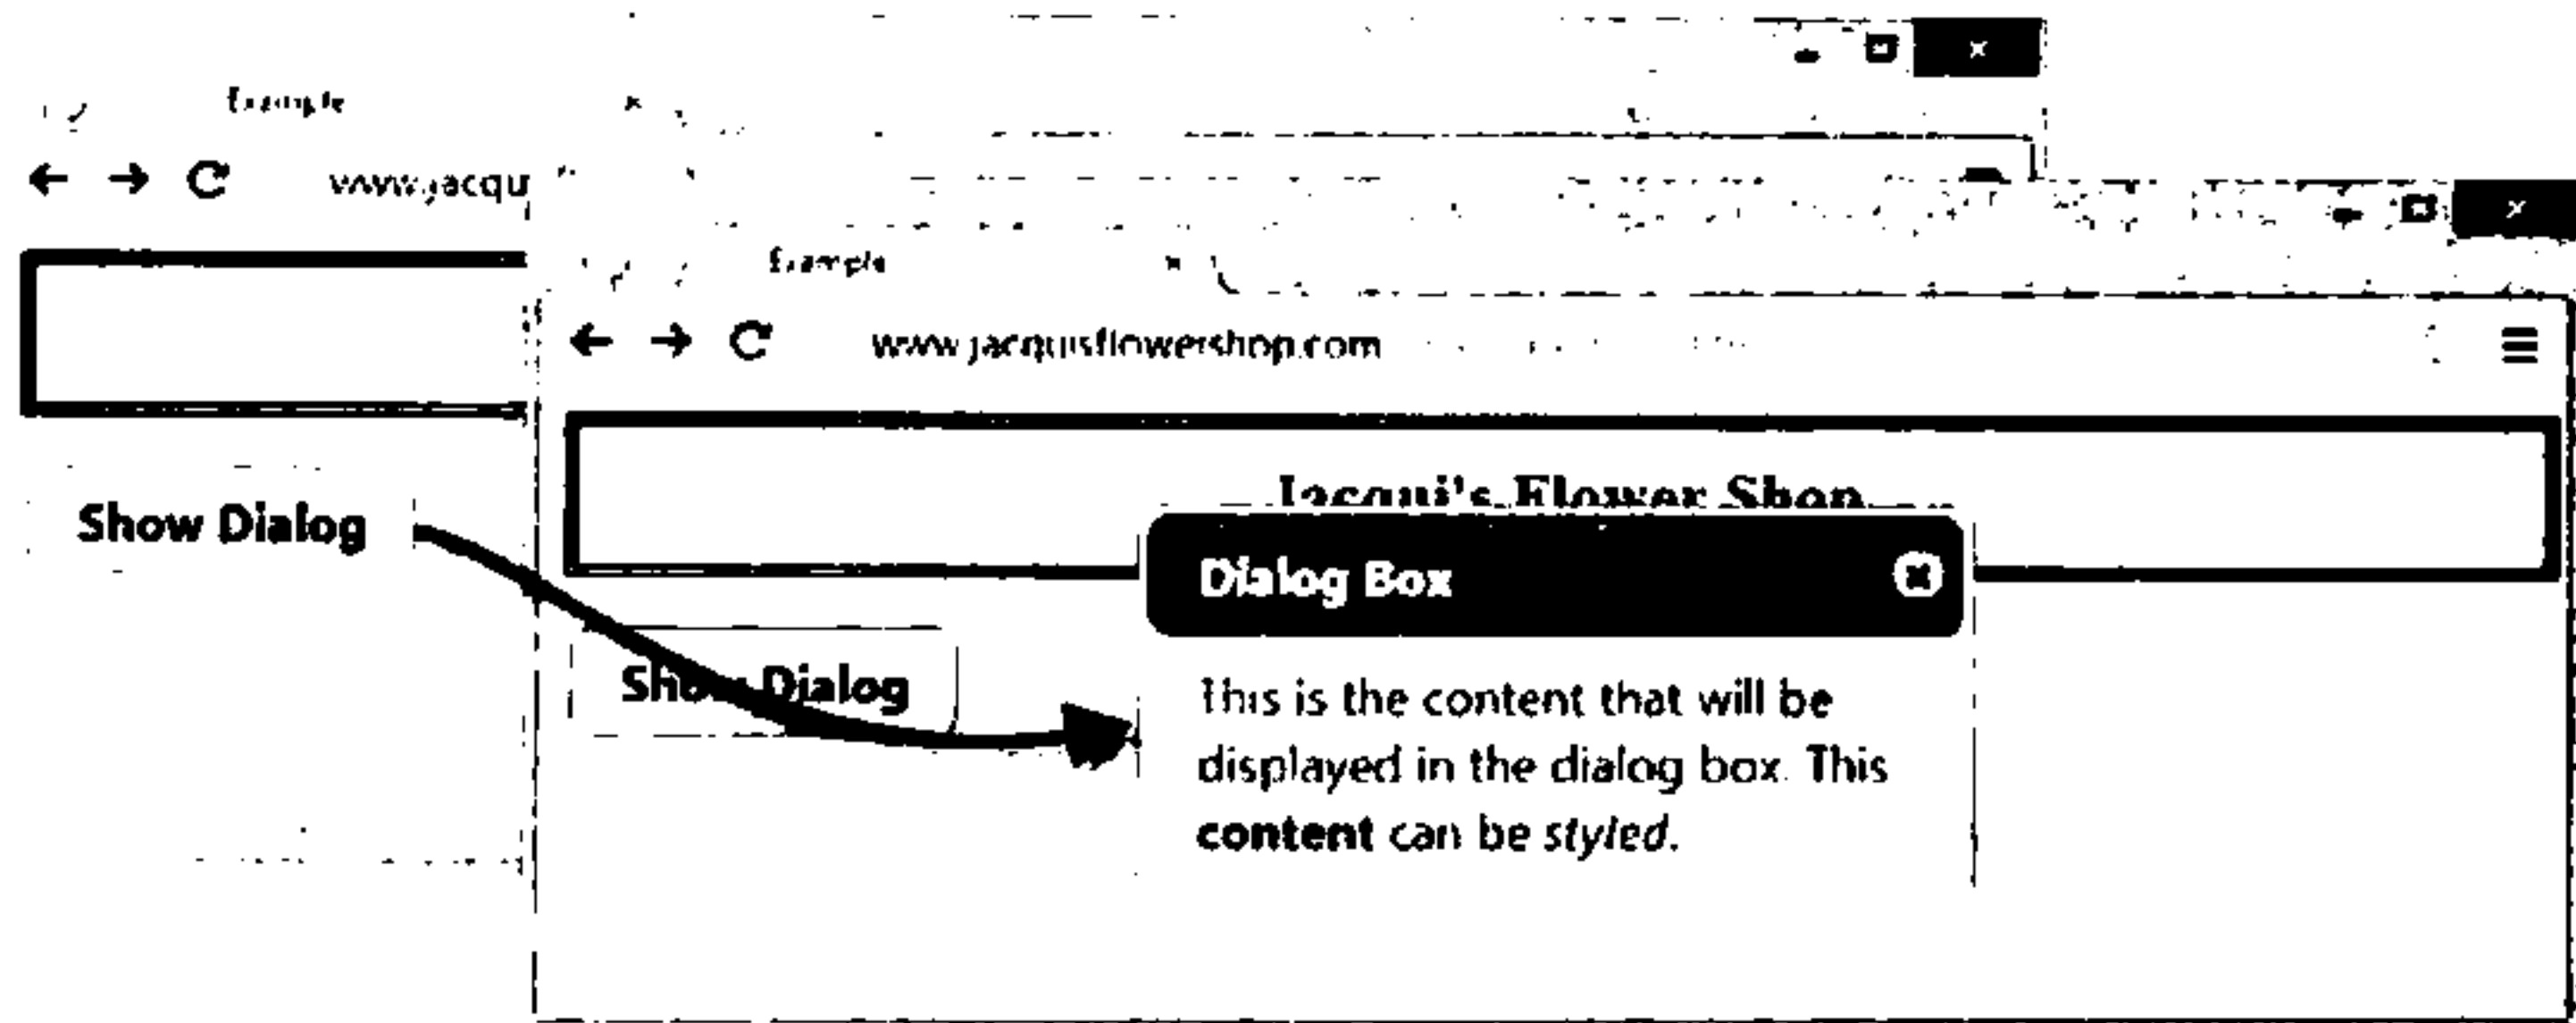 Example
www.jacqu
Show Dialog
Example
www.jacquisflowershop.com
Jacqui's Flower Shop
Dialog Box
Show Dialog
This is the content that will be
displayed in the dialog box. This
content can be styled.